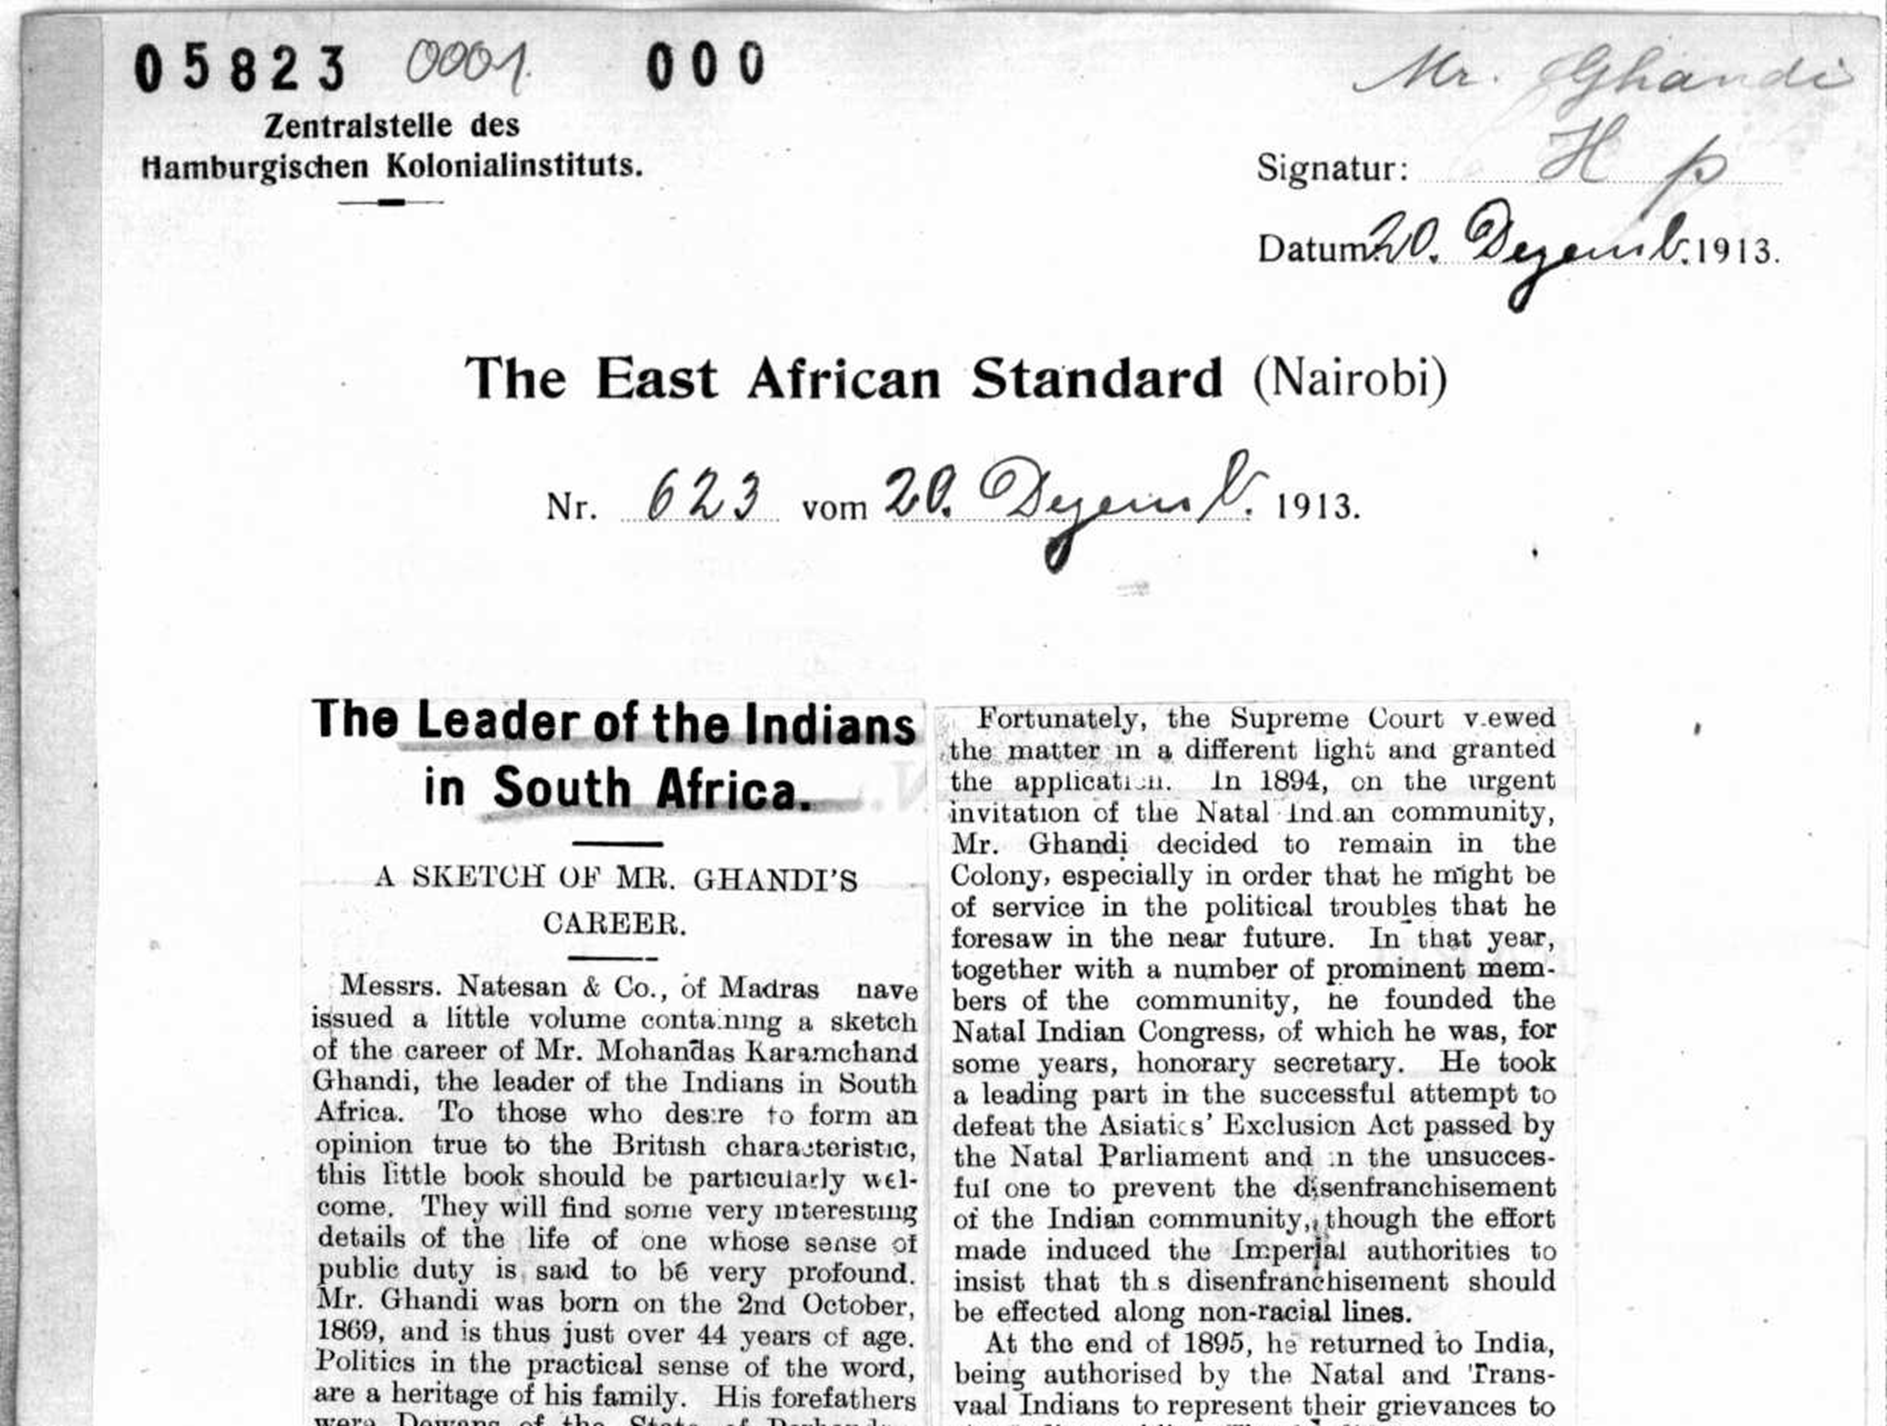 05823 0001. 000
Zentralstelle des
Hamburgischen Kolonialinstituts.
Mr. Ghandi
Signatur: H p
Datum: 20. Dezemb. 1913.
The East African Standard (Nairobi)
Nr. 623 vom 20. Dezemb. 1913.
The Leader of the Indians
in South Africa.
A SKETCH OF MR. GHANDI'S
CAREER.
Messrs. Natesan & Co., of Madras have
issued a little volume containing a sketch
of the career of Mr. Mohandas Karamchand
Ghandi, the leader of the Indians in South
Africa. To those who desire to form an
opinion true to the British characteristic,
this little book should be particularly wel-
come. They will find some very interesting
details of the life of one whose sense of
public duty is said to be very profound.
Mr. Ghandi was born on the 2nd October,
1869, and is thus just over 44 years of age.
Politics in the practical sense of the word,
are a heritage of his family. His forefathers
were Dewans of the State of
Fortunately, the Supreme Court viewed
the matter in a different light and granted
the application. In 1894, on the urgent
invitation of the Natal Indian community,
Mr. Ghandi decided to remain in the
Colony, especially in order that he might be
of service in the political troubles that he
foresaw in the near future. In that year,
together with a number of prominent mem-
bers of the community, he founded the
Natal Indian Congress, of which he was, for
some years, honorary secretary. He took
a leading part in the successful attempt to
defeat the Asiatics' Exclusion Act passed by
the Natal Parliament and in the unsucces-
ful one to prevent the disenfranchisement
of the Indian community, though the effort
made induced the Imperial authorities to
insist that this disenfranchisement should
be effected along non-racial lines.
At the end of 1895, he returned to India,
being authorised by the Natal and Trans-
vaal Indians to represent their grievances to